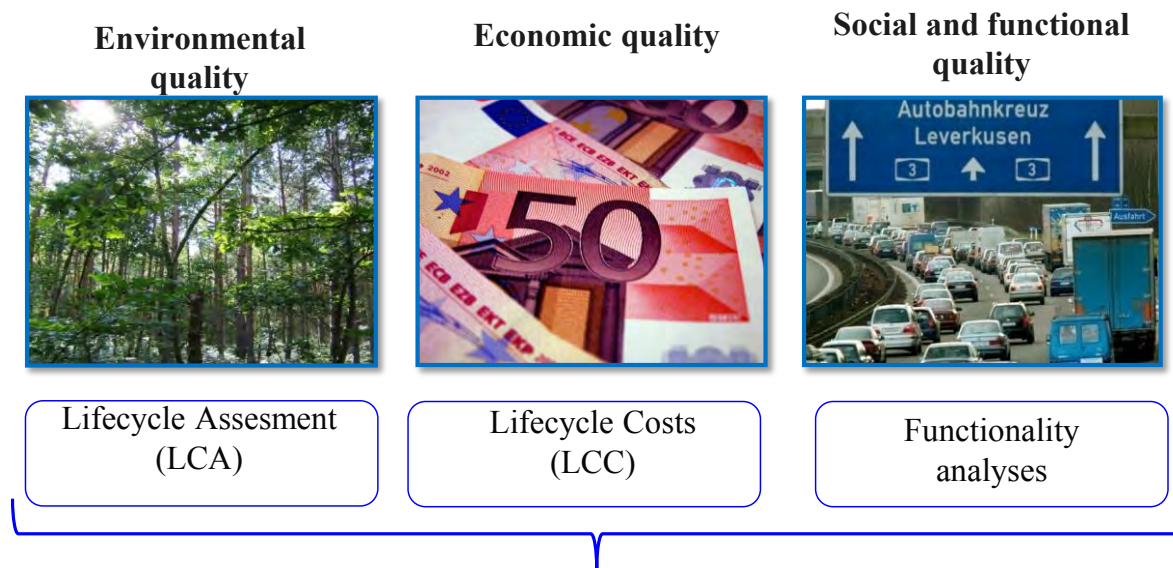 Environmental
quality
Economic quality
Social and functional
quality
2002
50
ECB EZB EKT EKP
Autobahnkreuz
Leverkusen
3
3
Ausfahrt
Lifecycle Assesment
(LCA)
Lifecycle Costs
(LCC)
Functionality
analyses